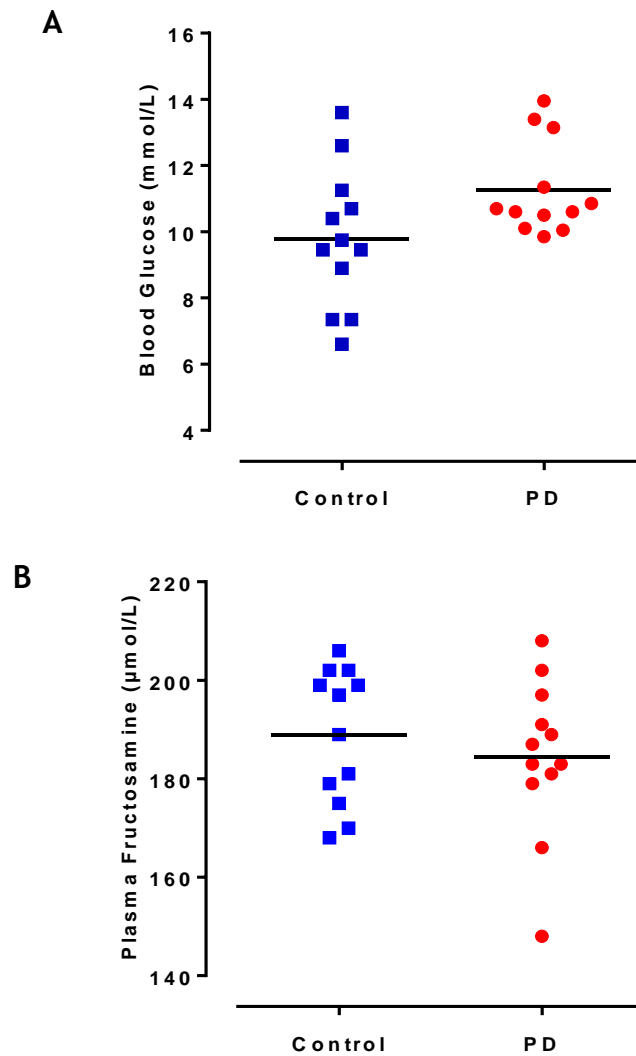 A
Blood Glucose (mmol/L)
16
14
12
10
8
6
4
Control PD
B
Plasma Fructosamine (µmol/L)
220
200
180
160
140
Control PD